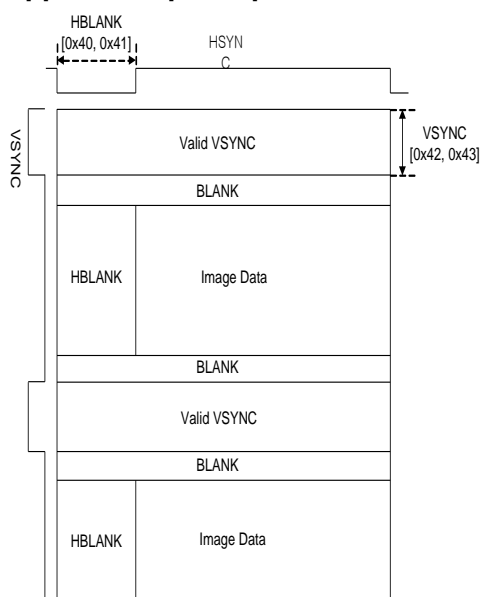 HBLANK
[0x40, 0x41]
HSYN
C
VSYNC
Valid VSYNC
VSYNC
[0x42, 0x43]
BLANK
HBLANK
Image Data
BLANK
Valid VSYNC
BLANK
HBLANK
Image Data